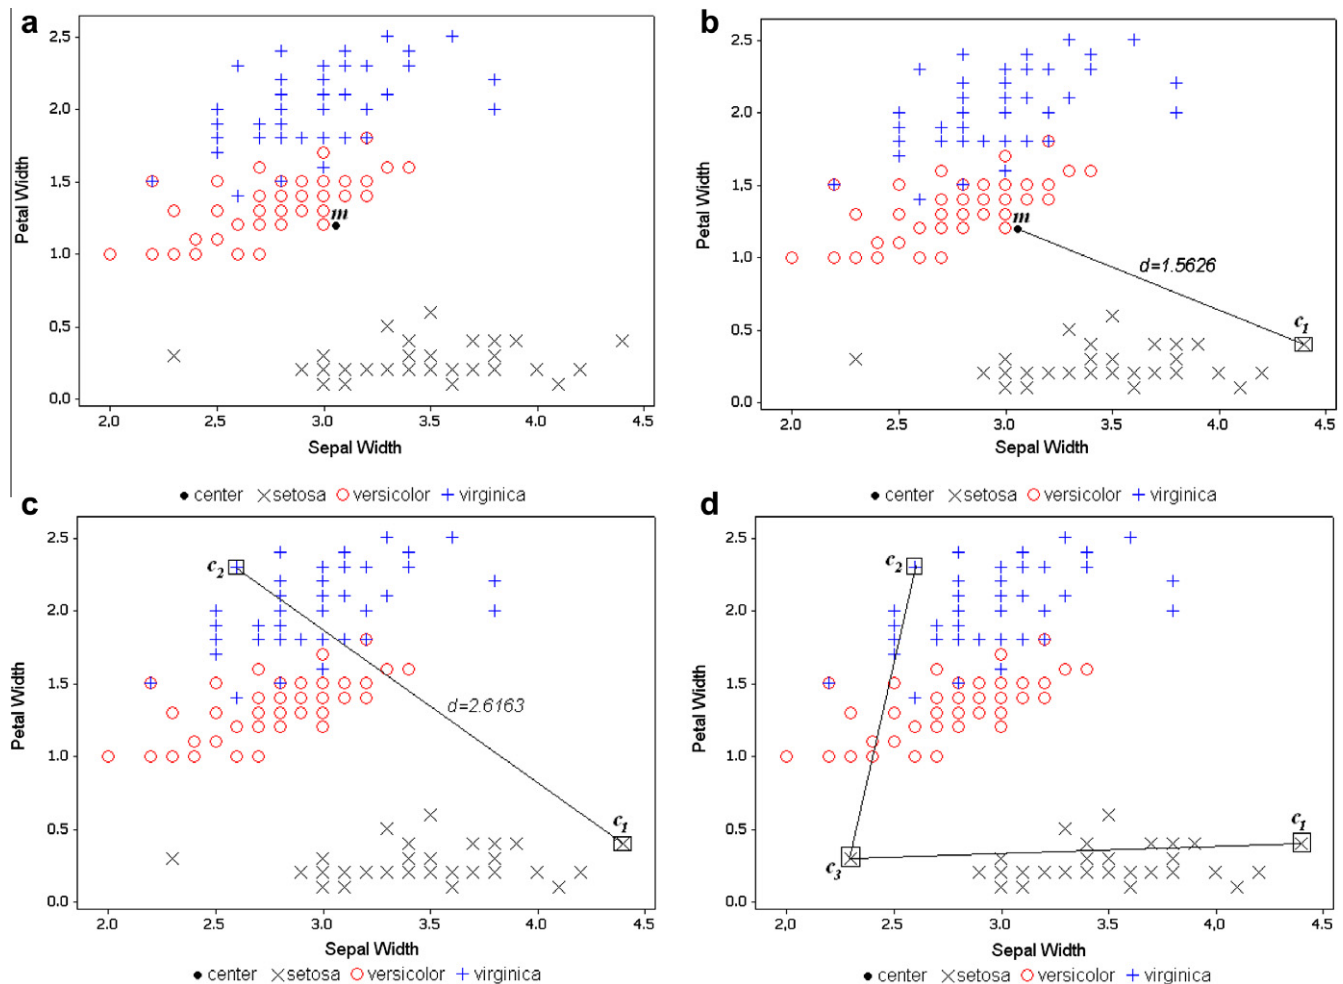 a
2.5
2.0
1.5
1.0
0.5
0.0
Petal Width
m
2.0 2.5 3.0 3.5 4.0 4.5
Sepal Width
● center ×setosa ○ versicolor + virginica
b
2.5
2.0
1.5
1.0
0.5
0.0
Petal Width
m
d=1.5626
c1
2.0 2.5 3.0 3.5 4.0 4.5
Sepal Width
● center ×setosa ○ versicolor + virginica
c
2.5
2.0
1.5
1.0
0.5
0.0
Petal Width
c2
d=2.6163
c1
2.0 2.5 3.0 3.5 4.0 4.5
Sepal Width
● center ×setosa ○ versicolor + virginica
d
2.5
2.0
1.5
1.0
0.5
0.0
Petal Width
c2
c1
c3
2.0 2.5 3.0 3.5 4.0 4.5
Sepal Width
● center ×setosa ○ versicolor + virginica